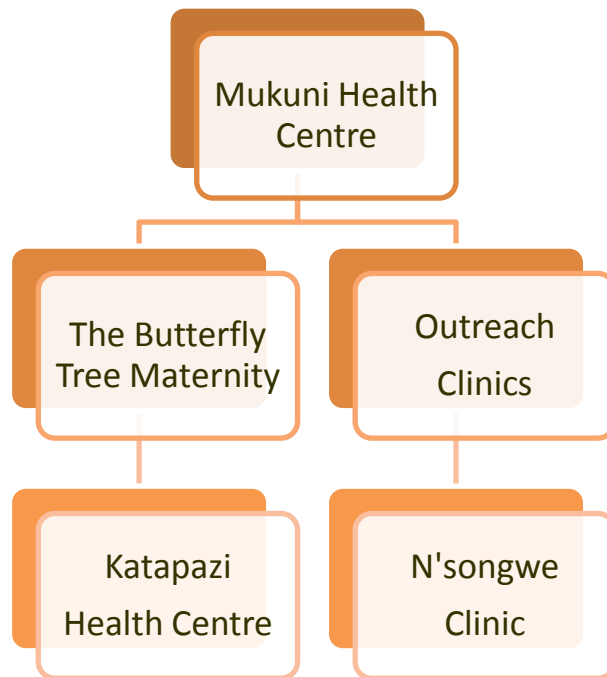 Mukuni Health
Centre
The Butterfly
Tree Maternity
Outreach
Clinics
Katapazi
Health Centre
N'songwe
Clinic